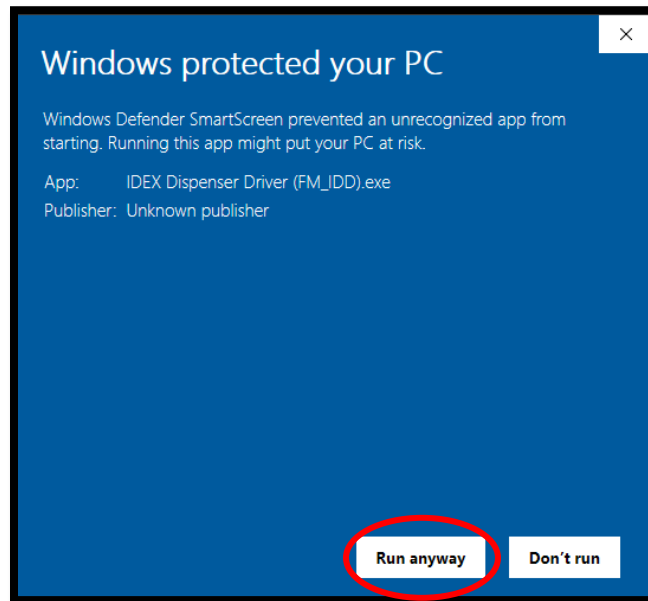 Windows protected your PC
Windows Defender SmartScreen prevented an unrecognized app from
starting. Running this app might put your PC at risk.
App: IDEX Dispenser Driver (FM_IDD).exe
Publisher: Unknown publisher
Run anyway Don't run